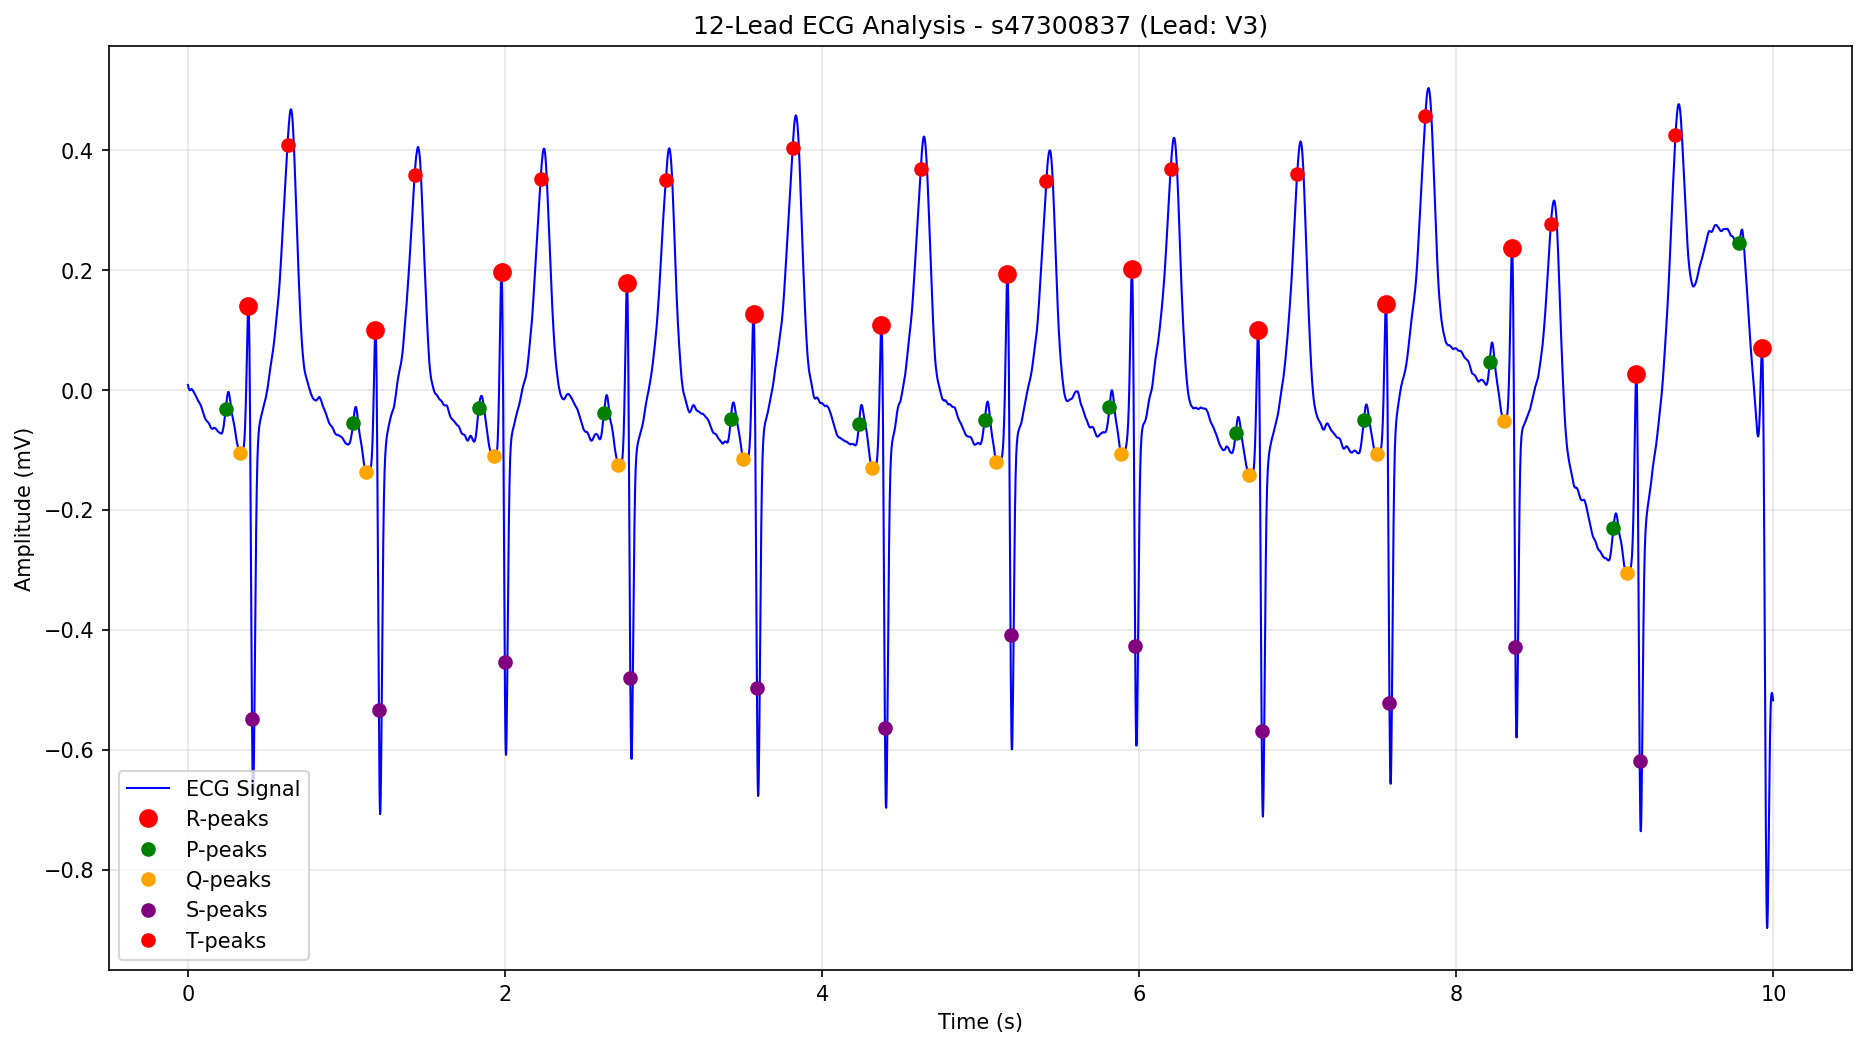 12-Lead ECG Analysis - s47300837 (Lead: V3)
Amplitude (mV)
0.4
0.2
0.0
−0.2
−0.4
−0.6
−0.8
ECG Signal
R-peaks
P-peaks
Q-peaks
S-peaks
T-peaks
0 2 4 6 8 10
Time (s)